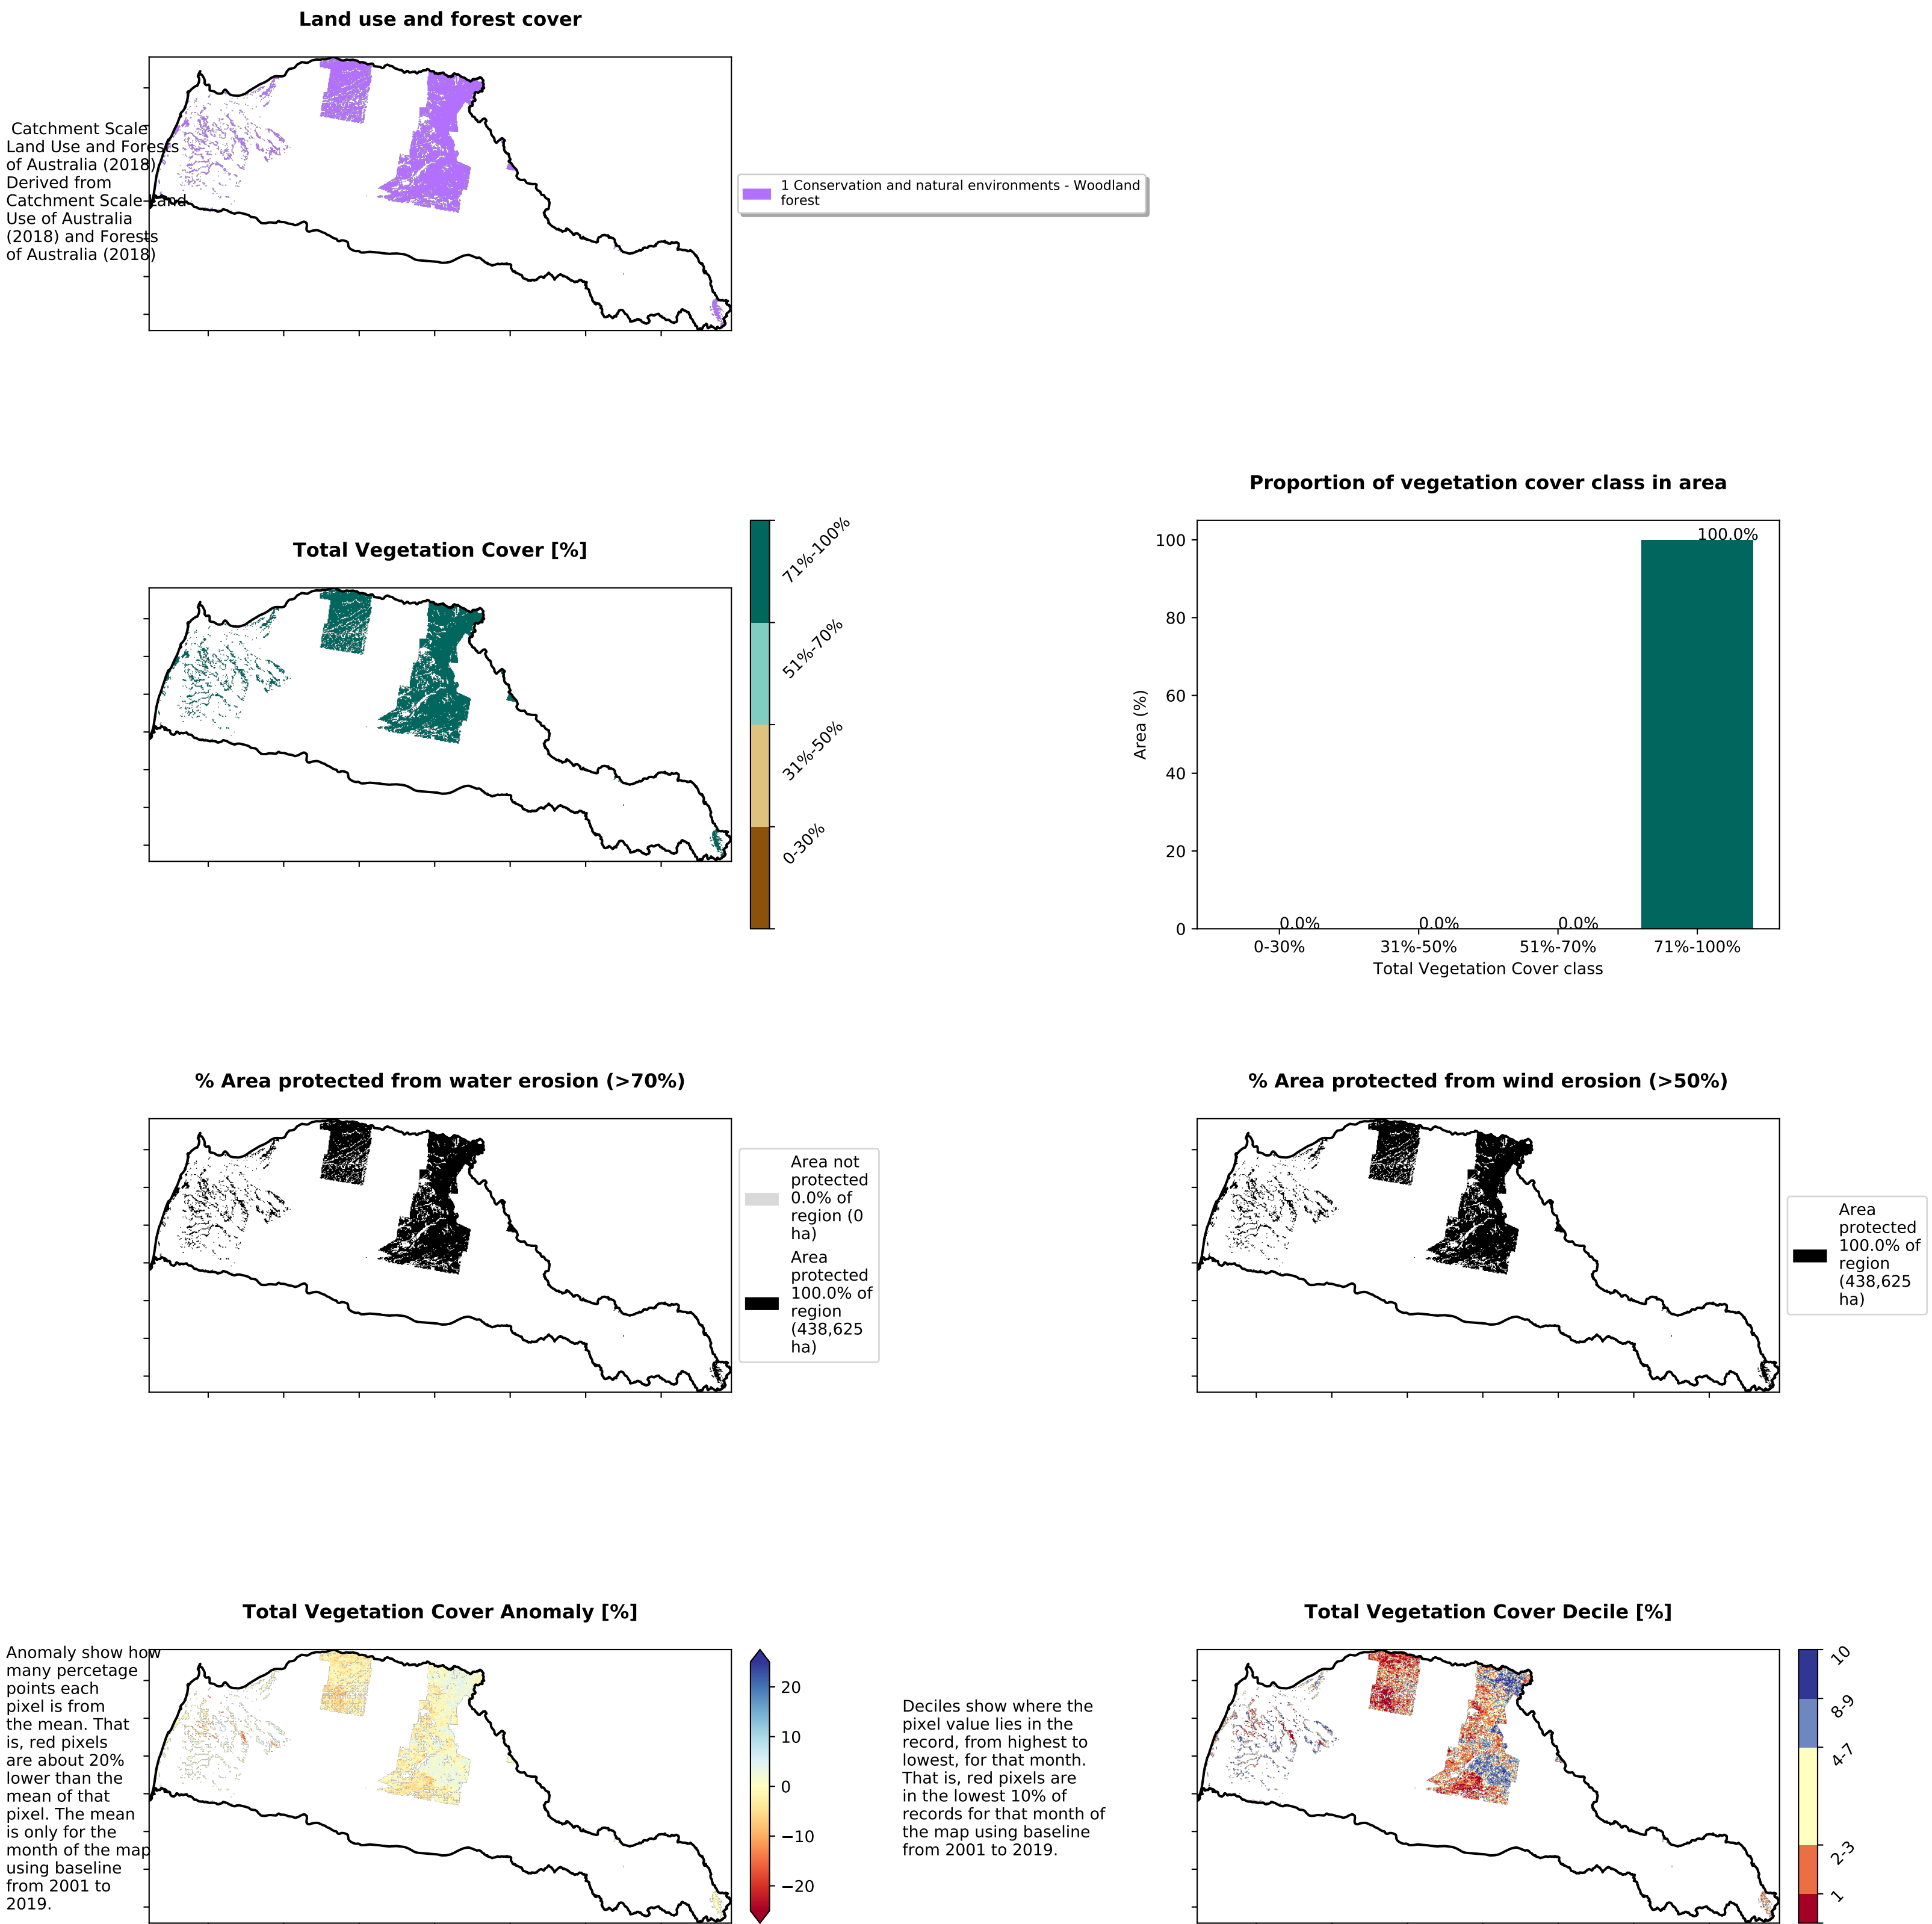 Land use and forest cover
Catchment Scale
Land Use and Forests
of Australia (2018)
Derived from
Catchment Scale Land
Use of Australia
(2018) and Forests
of Australia (2018)
1 Conservation and natural environments - Woodland
forest
Total Vegetation Cover [%]
71%-100%
51%-70%
31%-50%
0-30%
Proportion of vegetation cover class in area
100.0%
100
80
60
40
20
0
Area (%)
0.0%
0.0%
0.0%
0-30%
31%-50%
51%-70%
71%-100%
Total Vegetation Cover class
% Area protected from water erosion (>70%)
Area not
protected
0.0% of
region (0
ha)
Area
protected
100.0% of
region
(438,625
ha)
% Area protected from wind erosion (>50%)
Area
protected
100.0% of
region
(438,625
ha)
Total Vegetation Cover Anomaly [%]
Anomaly show how
many percetage
points each
pixel is from
the mean. That
is, red pixels
are about 20%
lower than the
mean of that
pixel. The mean
is only for the
month of the map
using baseline
from 2001 to
2019.
20
10
0
−10
−20
Deciles show where the
pixel value lies in the
record, from highest to
lowest, for that month.
That is, red pixels are
in the lowest 10% of
records for that month of
the map using baseline
from 2001 to 2019.
Total Vegetation Cover Decile [%]
10
8-9
4-7
2-3
1